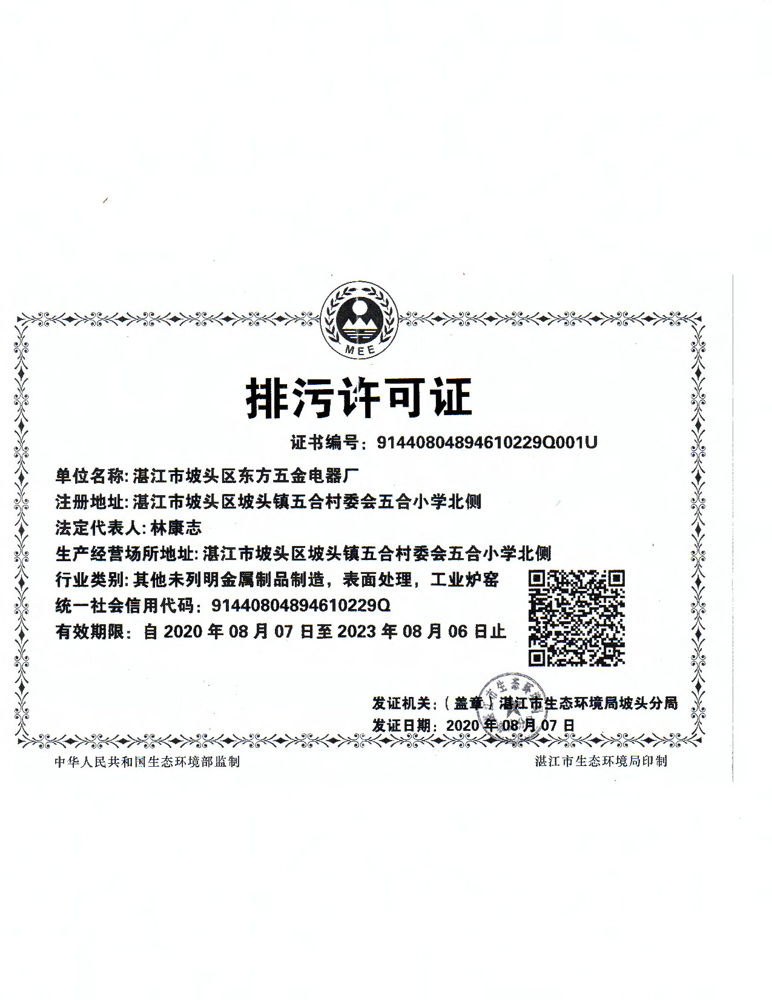 MEE
排污许可证
证书编号：91440804894610229Q001U
单位名称:湛江市坡头区东方五金电器厂
注册地址:湛江市坡头区坡头镇五合村委会五合小学北侧
法定代表人:林康志
生产经营场所地址:湛江市坡头区坡头镇五合村委会五合小学北侧
行业类别:其他未列明金属制品制造，表面处理，工业炉窑
统一社会信用代码：91440804894610229Q
有效期限：自 2020 年 08 月 07 日至 2023 年 08 月 06 日止
发证机关：（盖章）湛江市生态环境局坡头分局
发证日期：2020 年 08 月 07 日
中华人民共和国生态环境部监制
湛江市生态环境局印制